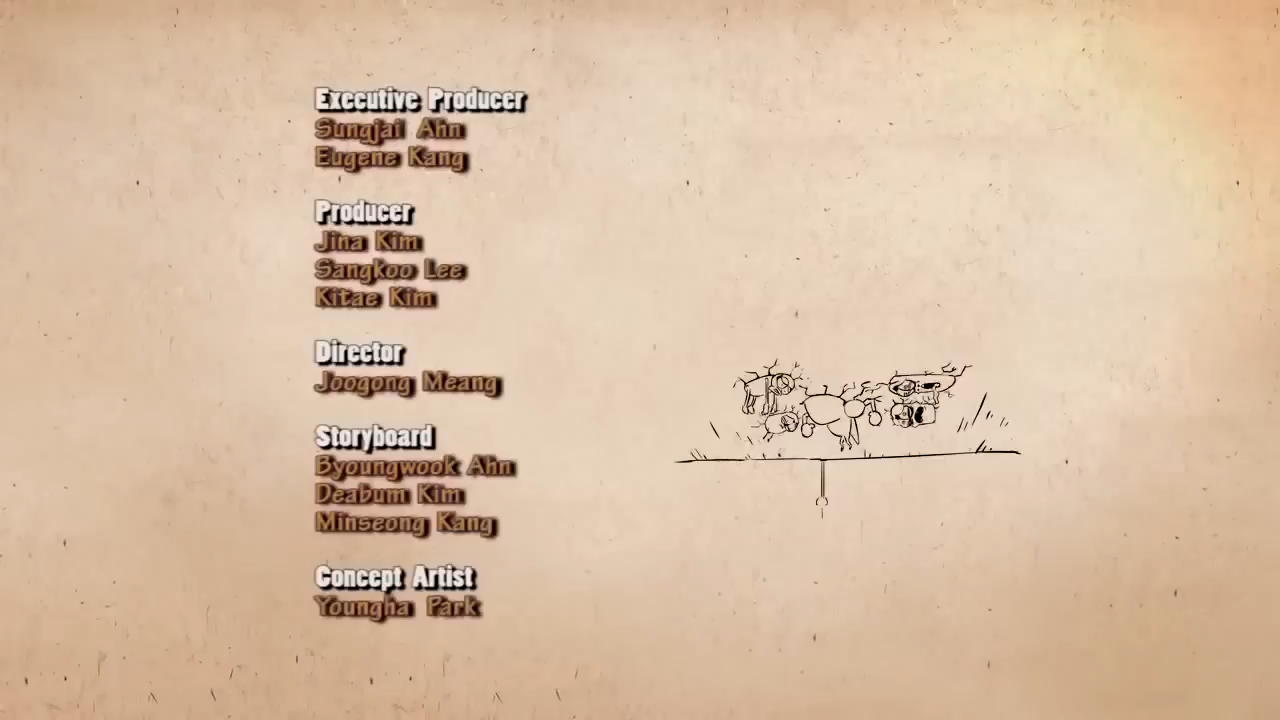 Executive Producer
Sungjai Ahn
Eugene Kang
Producer
Jina Kim
Sangkoo Lee
Kitae Kim
Director
Joogong Meang
Storyboard
Byoungwook Ahn
Deabum Kim
Minseong Kang
Concept Artist
Youngha Park